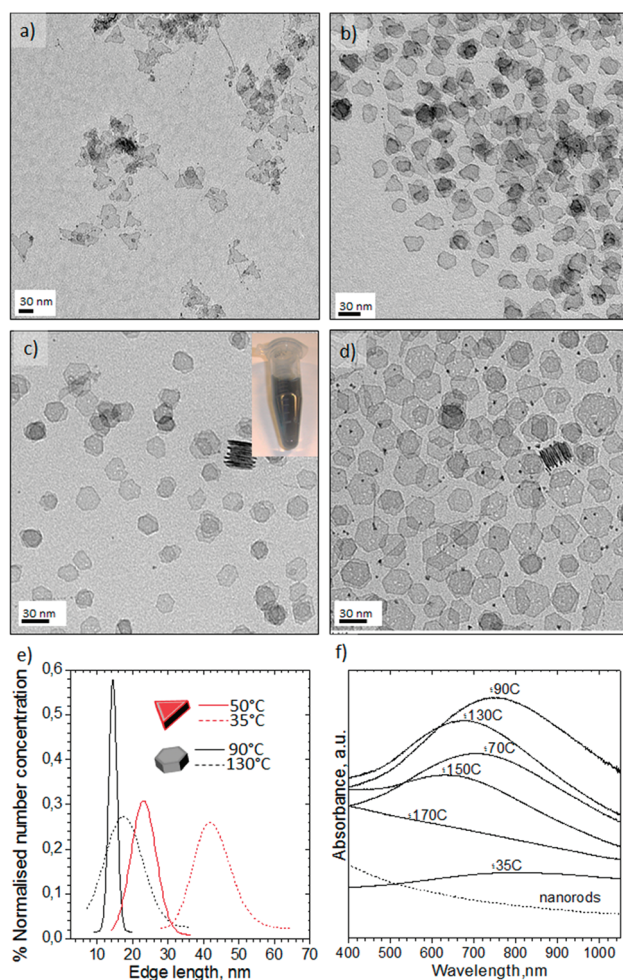 a)
b)
30 nm
30 nm
c)
d)
30 nm
30 nm
e)
f)
0,6
0,5
0,4
0,3
0,2
0,1
0,0
% Normalised number concentration
50°C
35°C
90°C
130°C
10 20 30 40 50 60 70
Edge length, nm
Absorbance, a.u.
90C
130C
70C
150C
170C
35C
nanorods
400 500 600 700 800 900 1000
Wavelength,nm